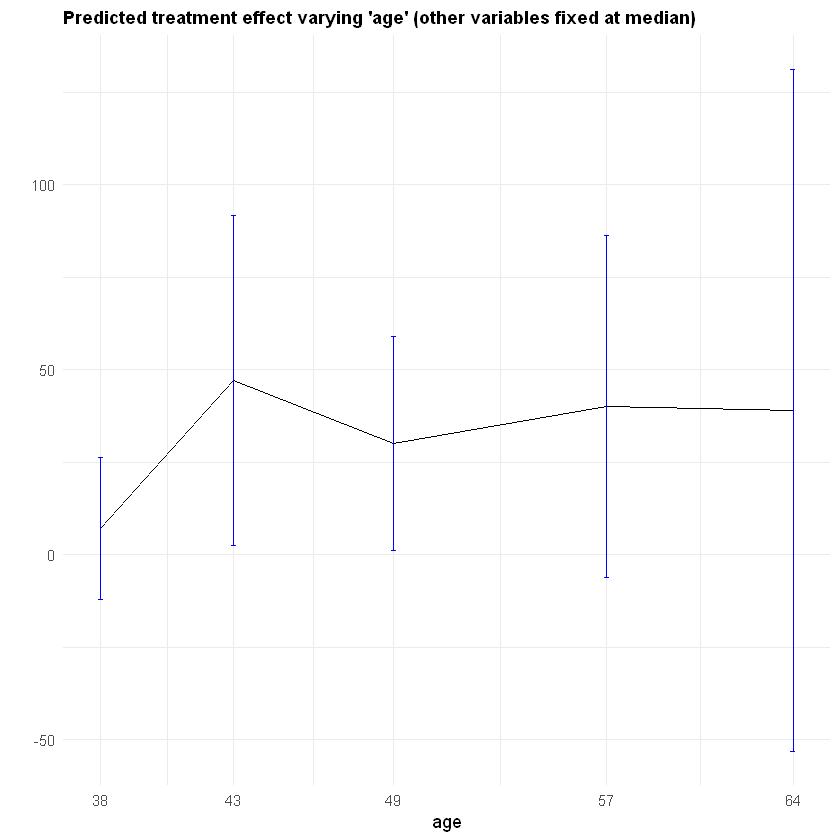 Predicted treatment effect varying 'age' (other variables fixed at median)
100
50
0
-50
38 43 49 57 64
age